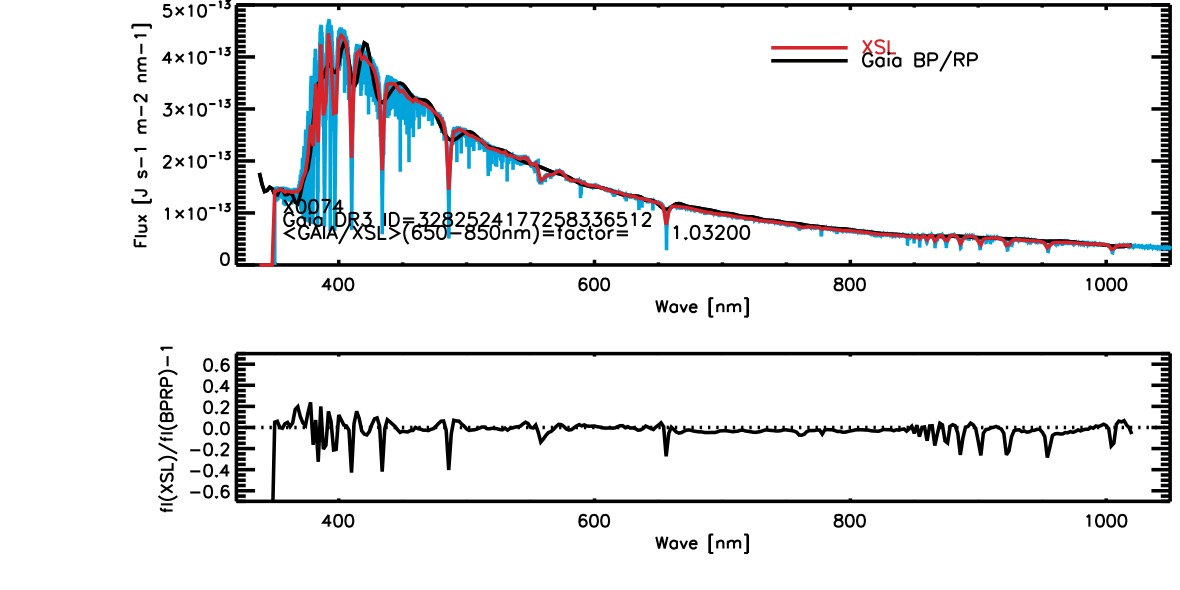 5×10−13
4×10−13
3×10−13
2×10−13
1×10−13
0
Flux [J s−1 m−2 nm−1]
XSL
Gaia BP/RP
X0074
Gaia DR3 ID=3282524177258336512
<GAIA/XSL>(650−850nm)=factor= 1.03200
400 600 800 1000
Wave [nm]
fl(XSL)/fl(BPRP)−1
0.6
0.4
0.2
0.0
−0.2
−0.4
−0.6
400 600 800 1000
Wave [nm]